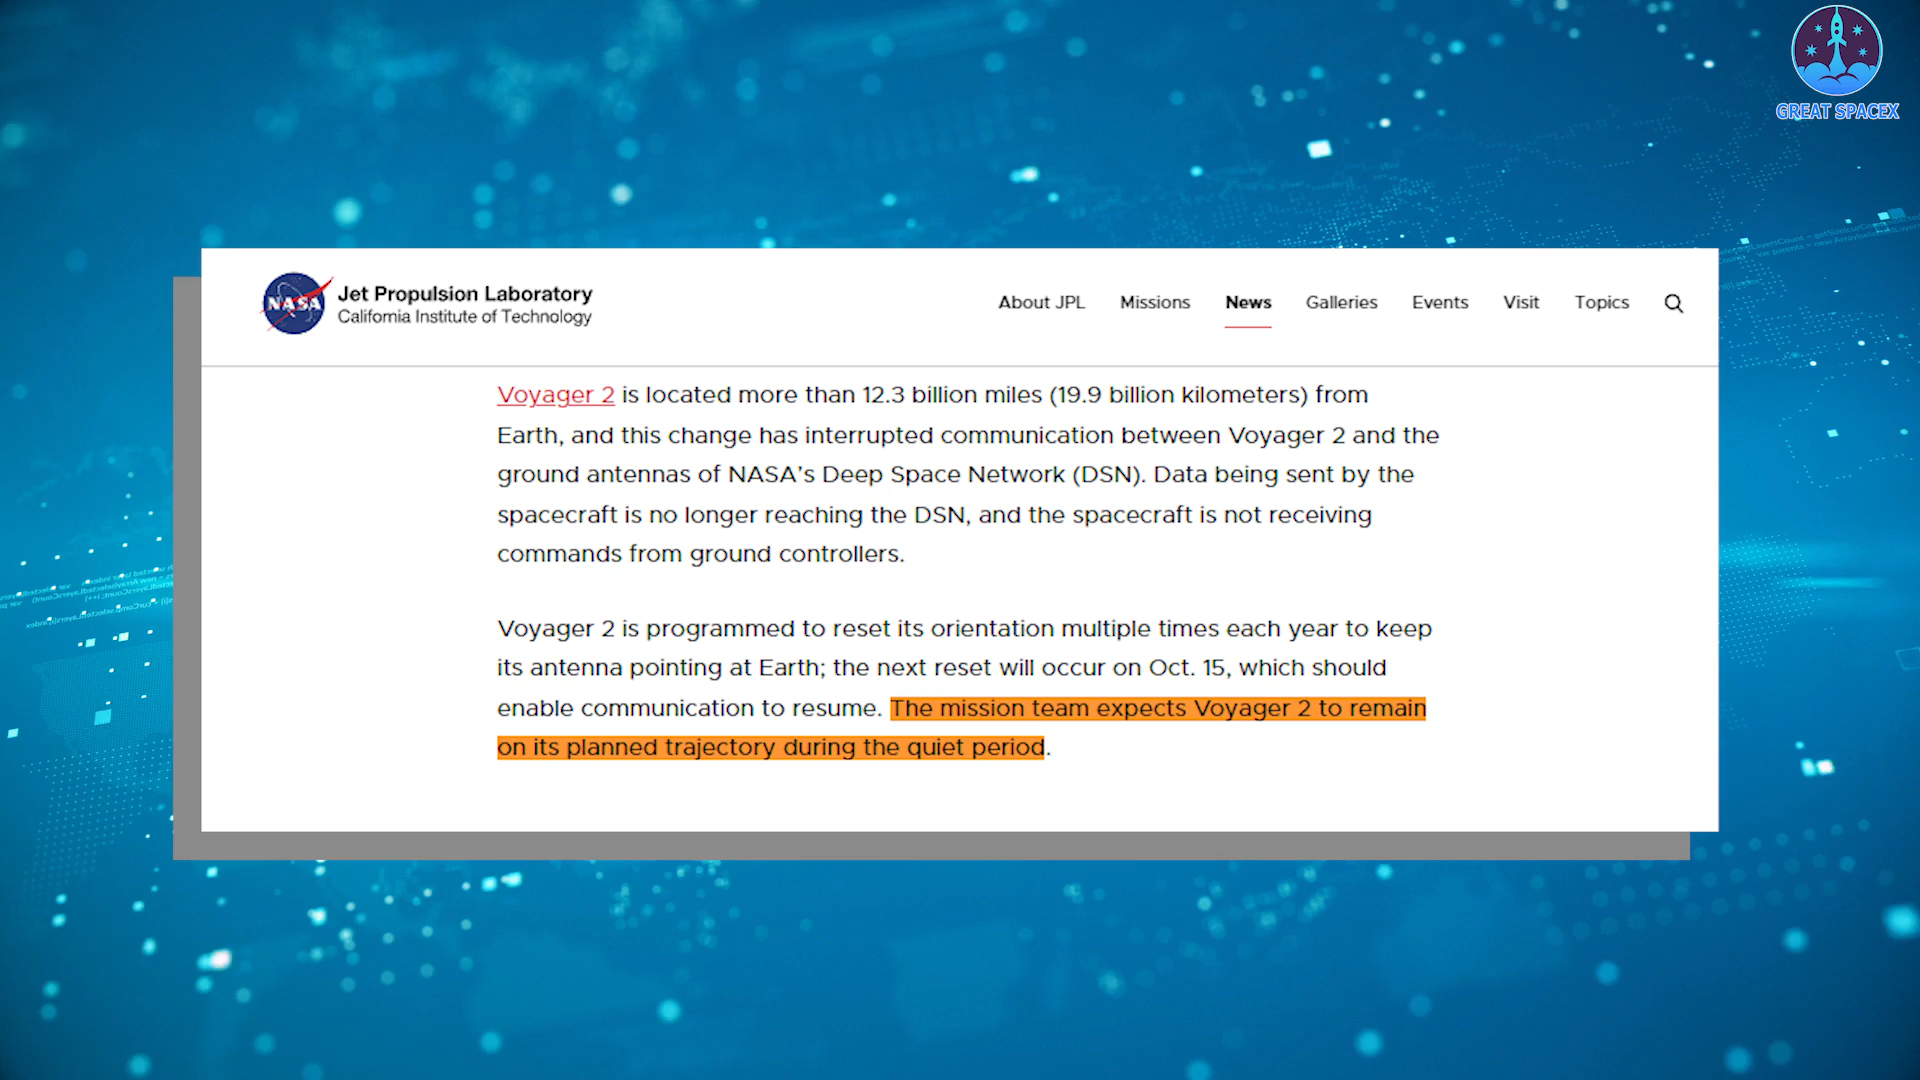 GREAT SPACEX
NASA
Jet Propulsion Laboratory
California Institute of Technology
About JPL Missions News Galleries Events Visit Topics
Voyager 2 is located more than 12.3 billion miles (19.9 billion kilometers) from
Earth, and this change has interrupted communication between Voyager 2 and the
ground antennas of NASA’s Deep Space Network (DSN). Data being sent by the
spacecraft is no longer reaching the DSN, and the spacecraft is not receiving
commands from ground controllers.
Voyager 2 is programmed to reset its orientation multiple times each year to keep
its antenna pointing at Earth; the next reset will occur on Oct. 15, which should
enable communication to resume. The mission team expects Voyager 2 to remain
on its planned trajectory during the quiet period.